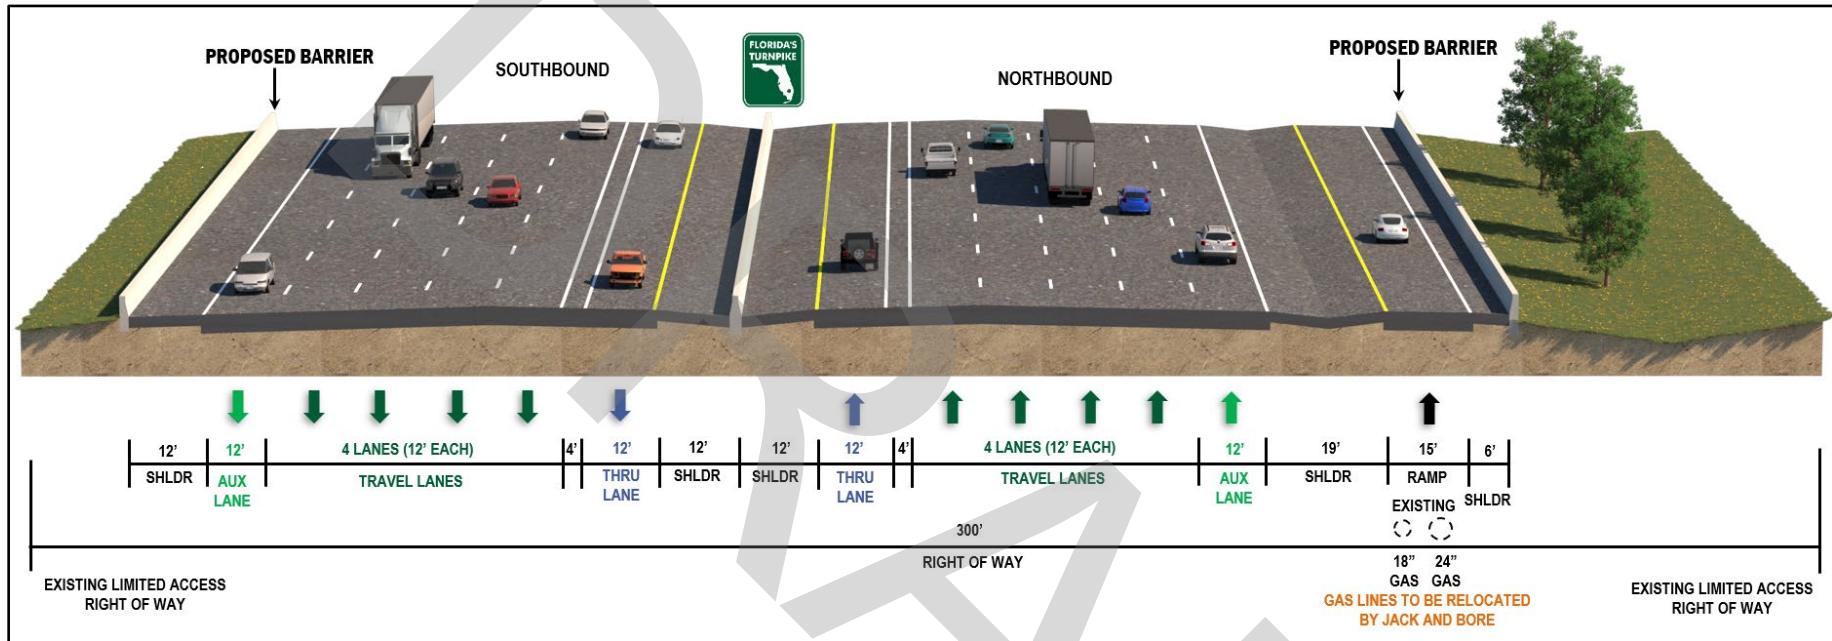 PROPOSED BARRIER
SOUTHBOUND
FLORIDA'S
TURNPIKE
NORTHBOUND
PROPOSED BARRIER
12'
SHLDR
12'
AUX
LANE
4 LANES (12' EACH)
TRAVEL LANES
4'
12'
THRU
LANE
12'
SHLDR
12'
SHLDR
12'
THRU
LANE
4'
4 LANES (12' EACH)
TRAVEL LANES
12'
AUX
LANE
19'
SHLDR
15'
RAMP
6'
SHLDR
EXISTING
300'
RIGHT OF WAY
18" 24"
GAS GAS
GAS LINES TO BE RELOCATED
BY JACK AND BORE
EXISTING LIMITED ACCESS
RIGHT OF WAY
EXISTING LIMITED ACCESS
RIGHT OF WAY